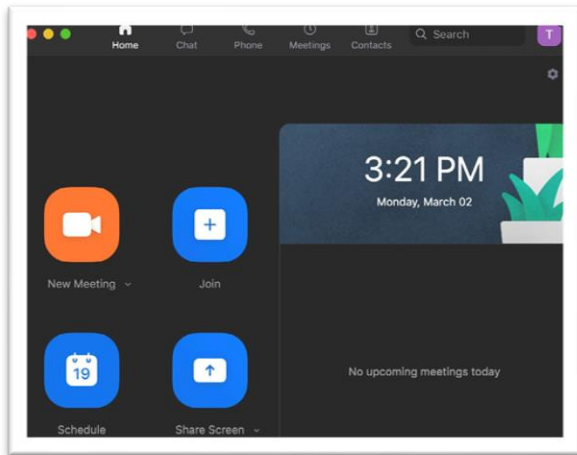 Home Chat Phone Meetings Contacts Search T
3:21 PM
Monday, March 02
New Meeting Join
19
Schedule Share Screen
No upcoming meetings today